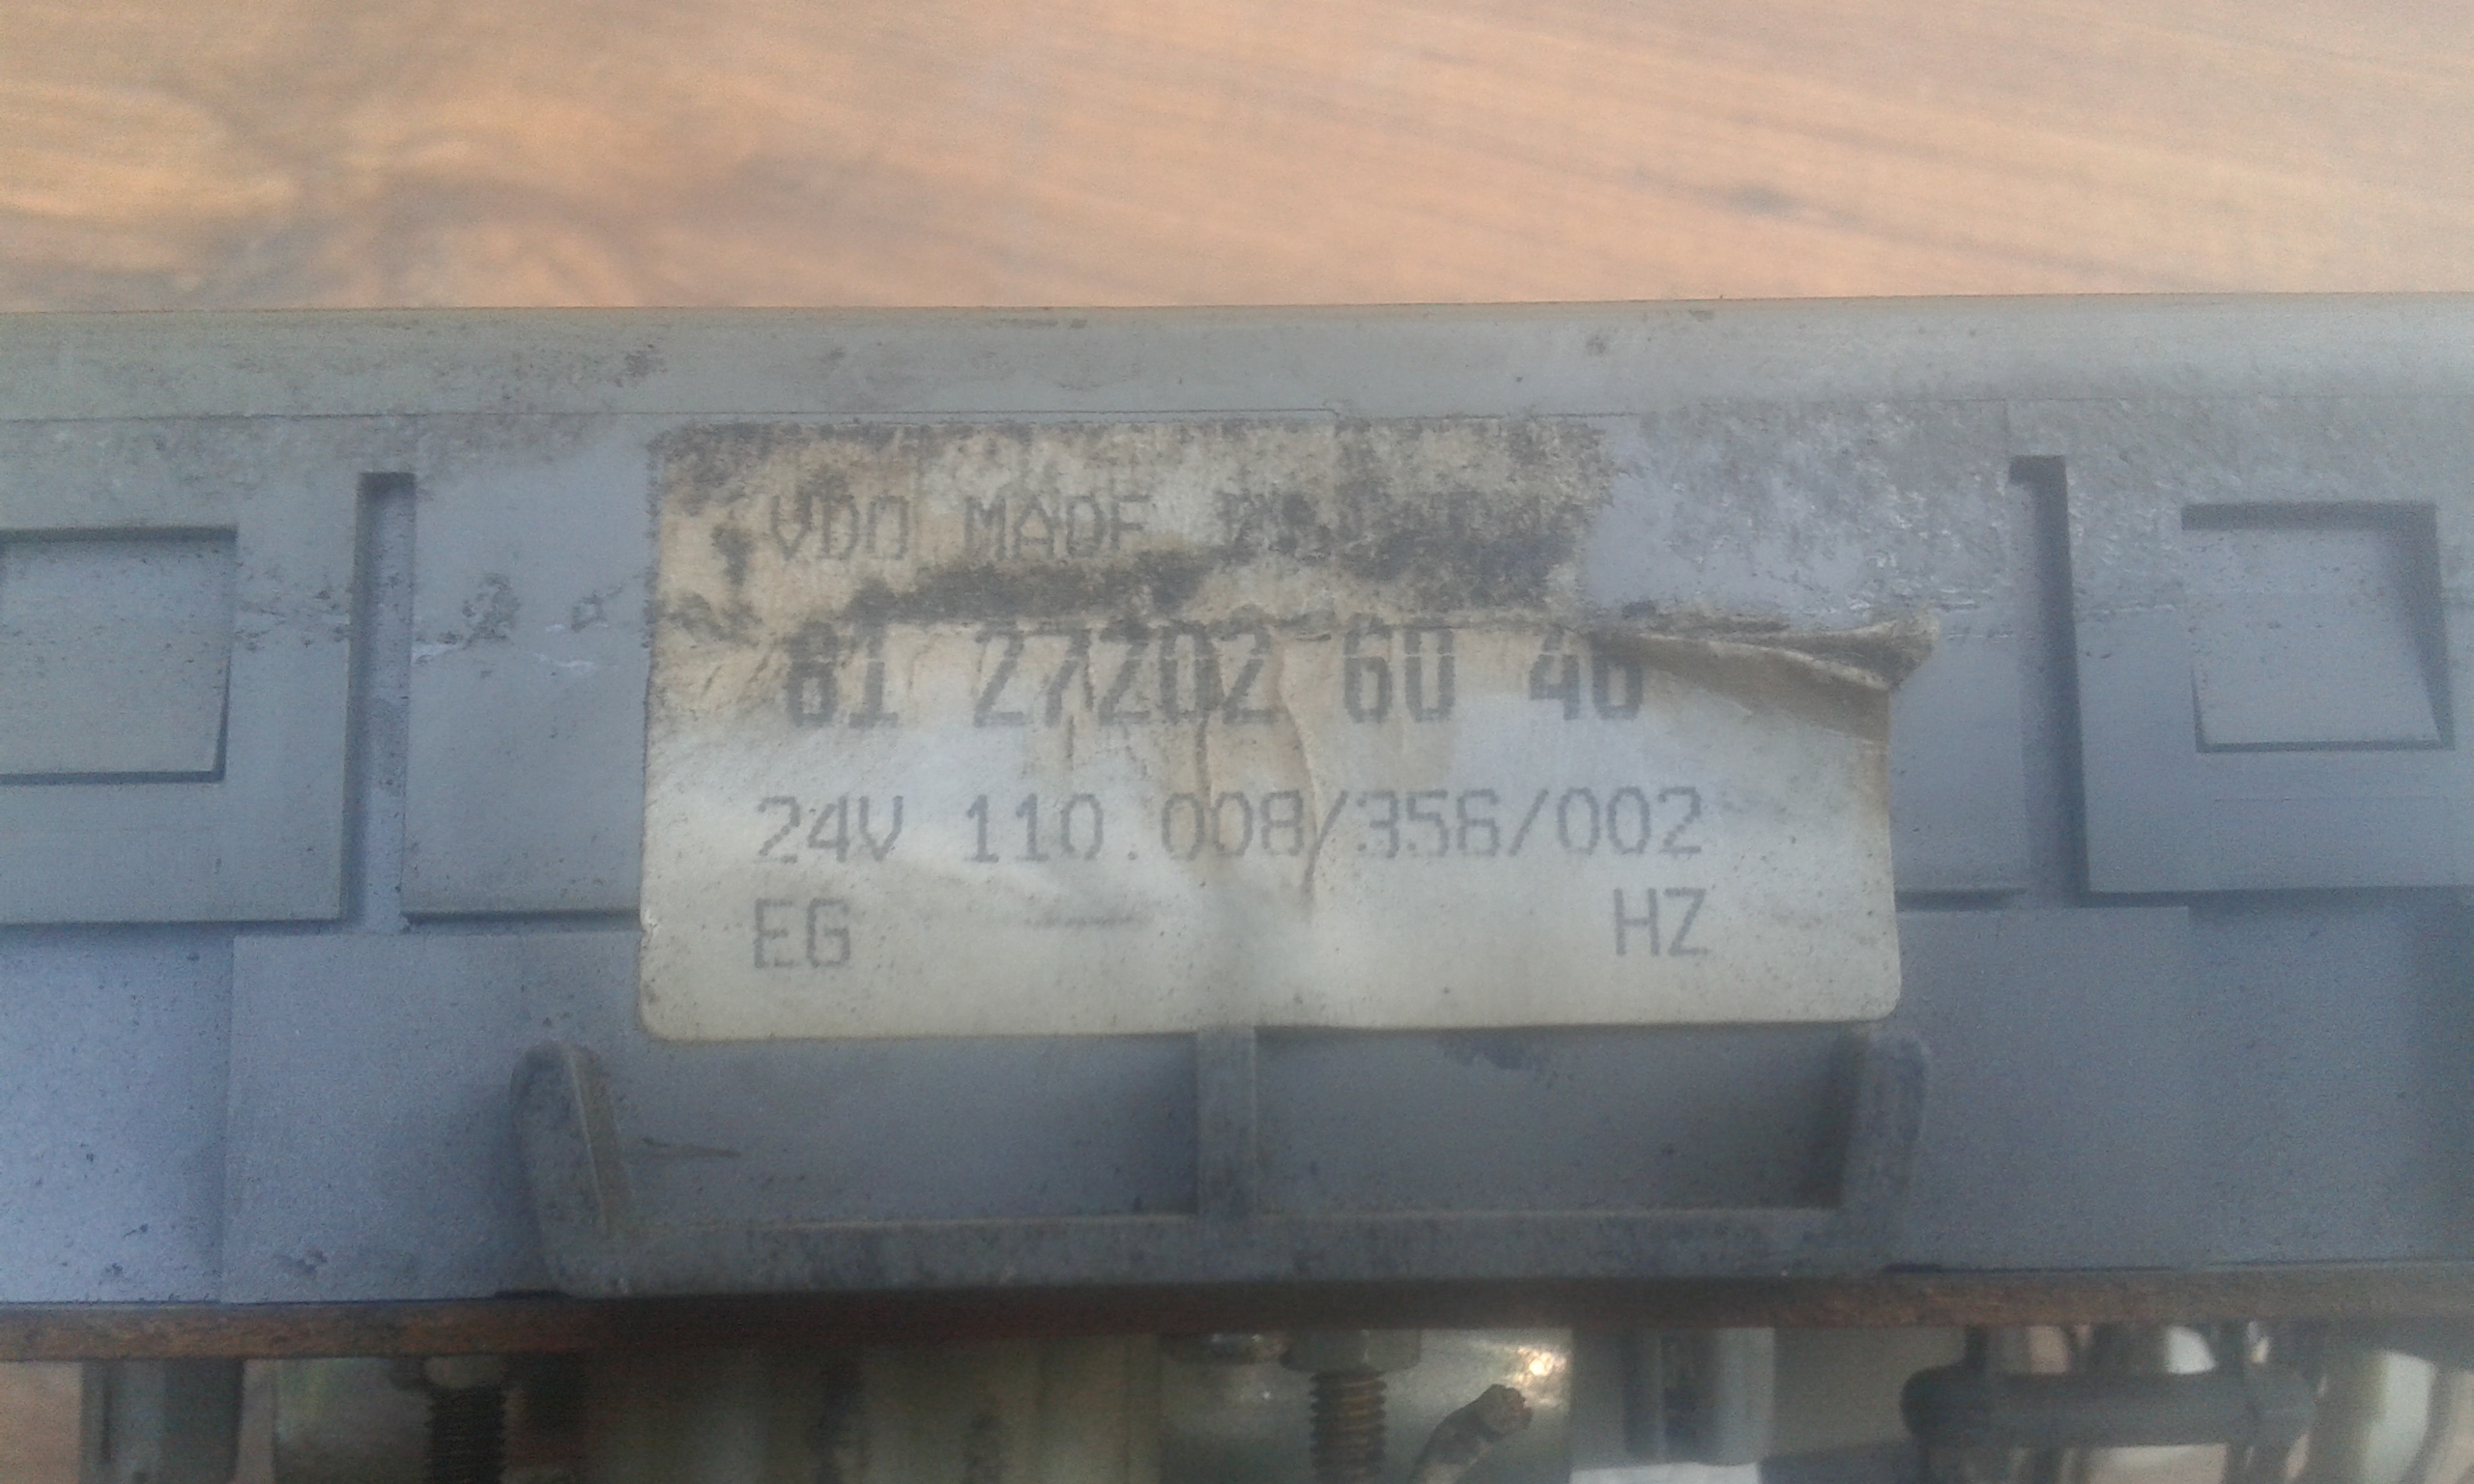 VDO MADE
81 27202 60 46
24V 110.008/356/002
EG HZ